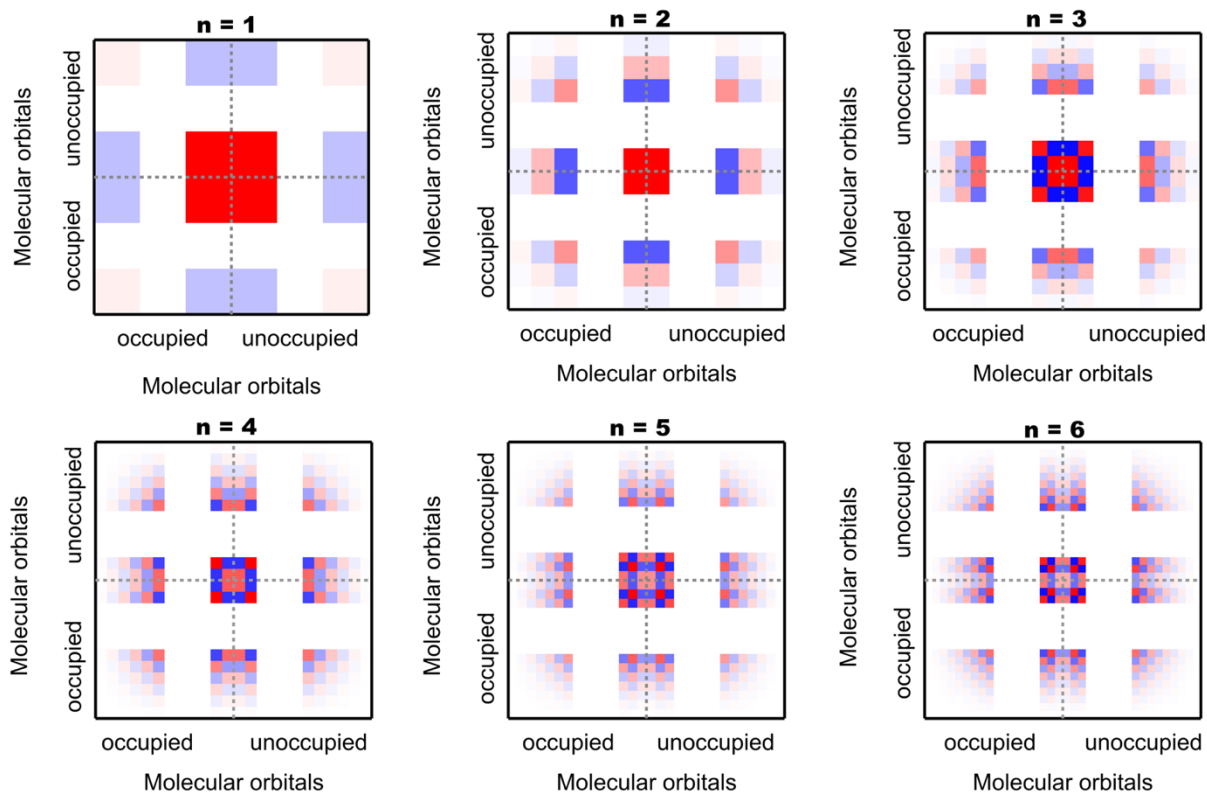 n = 1
n = 2
n = 3
Molecular orbitals
occupied unoccupied
occupied unoccupied
Molecular orbitals
Molecular orbitals
occupied unoccupied
occupied unoccupied
Molecular orbitals
Molecular orbitals
occupied unoccupied
occupied unoccupied
Molecular orbitals
n = 4
n = 5
n = 6
Molecular orbitals
occupied unoccupied
occupied unoccupied
Molecular orbitals
Molecular orbitals
occupied unoccupied
occupied unoccupied
Molecular orbitals
Molecular orbitals
occupied unoccupied
occupied unoccupied
Molecular orbitals